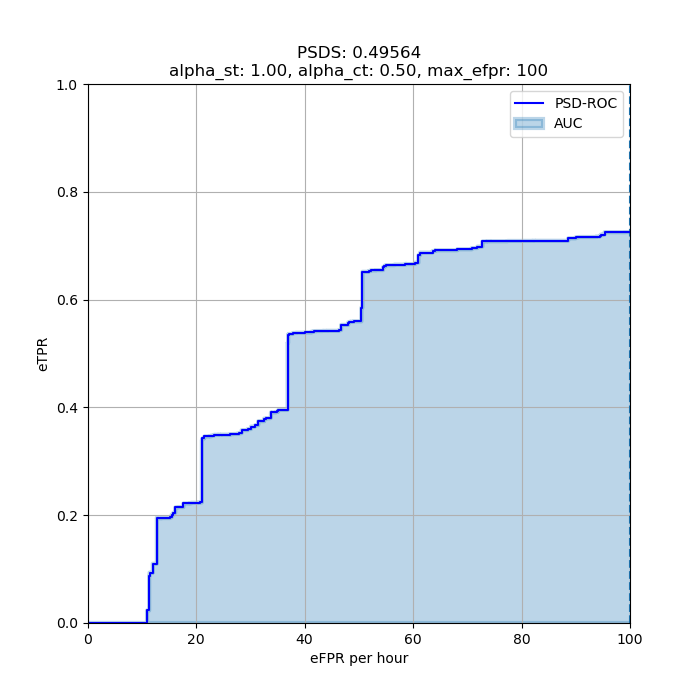 PSDS: 0.49564
alpha_st: 1.00, alpha_ct: 0.50, max_efpr: 100
PSD-ROC
AUC
1.0
0.8
0.6
0.4
0.2
0.0
eTPR
0 20 40 60 80 100
eFPR per hour